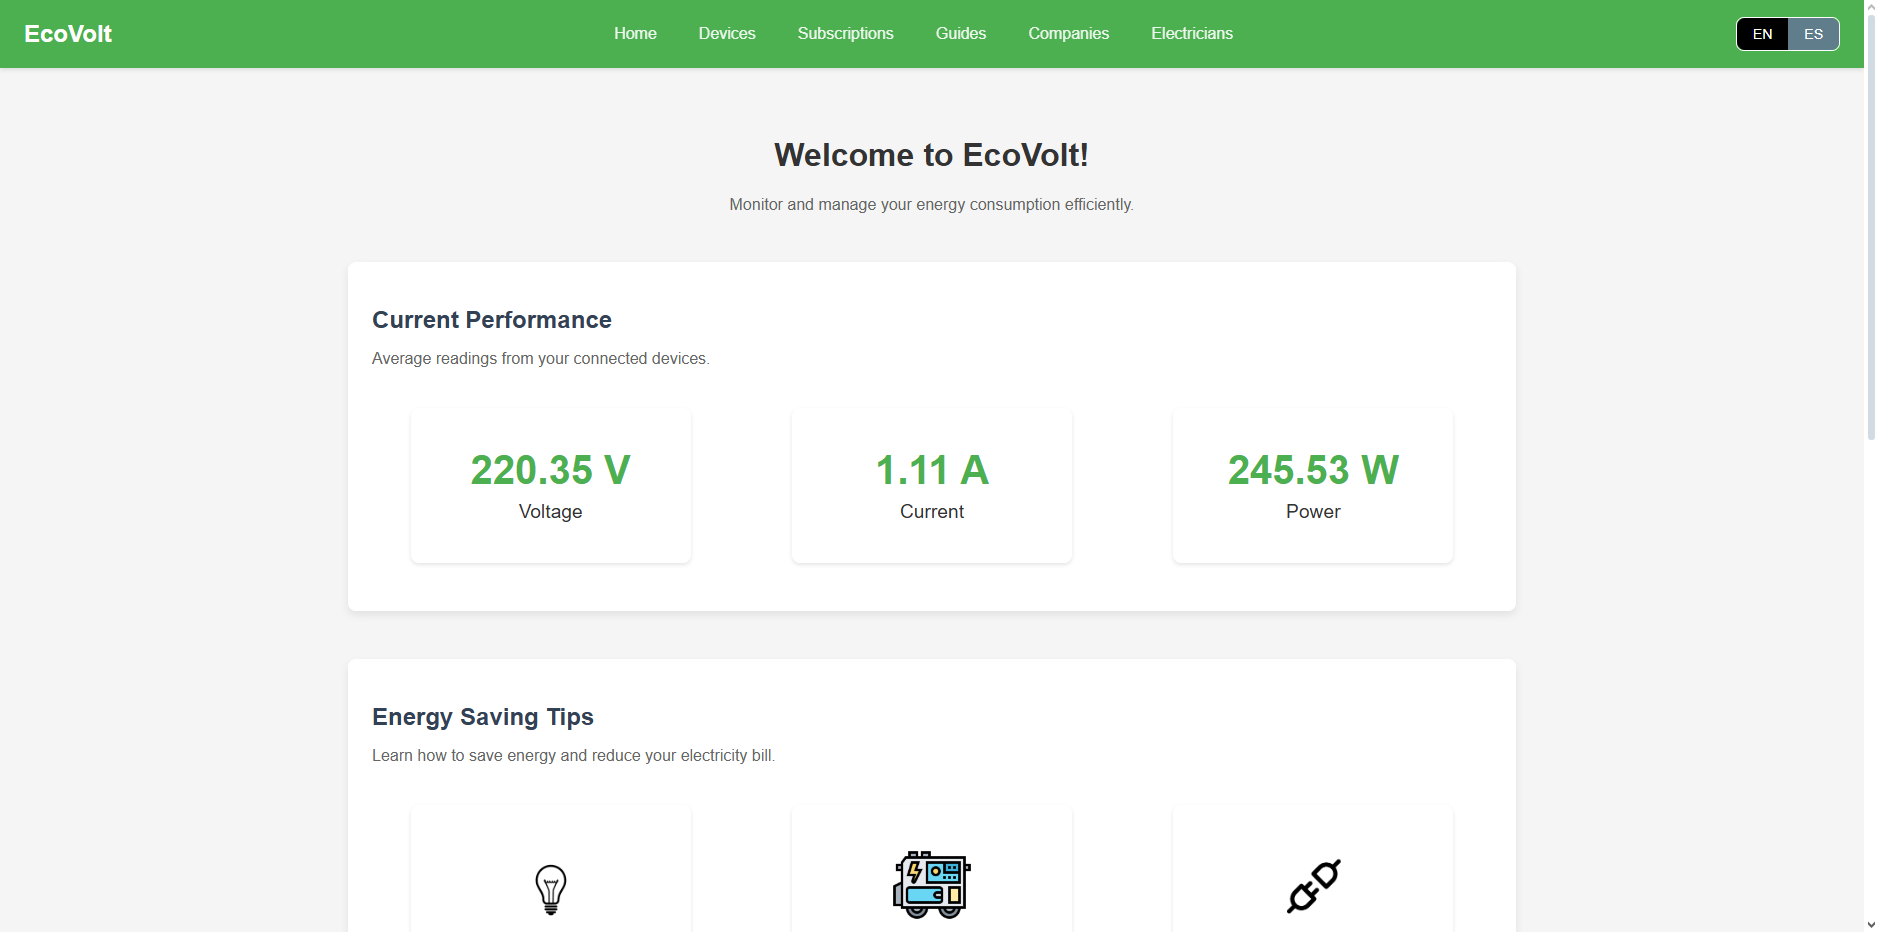 EcoVolt
Home Devices Subscriptions Guides Companies Electricians
EN ES
Welcome to EcoVolt!
Monitor and manage your energy consumption efficiently.
Current Performance
Average readings from your connected devices.
220.35 V
Voltage
1.11 A
Current
245.53 W
Power
Energy Saving Tips
Learn how to save energy and reduce your electricity bill.